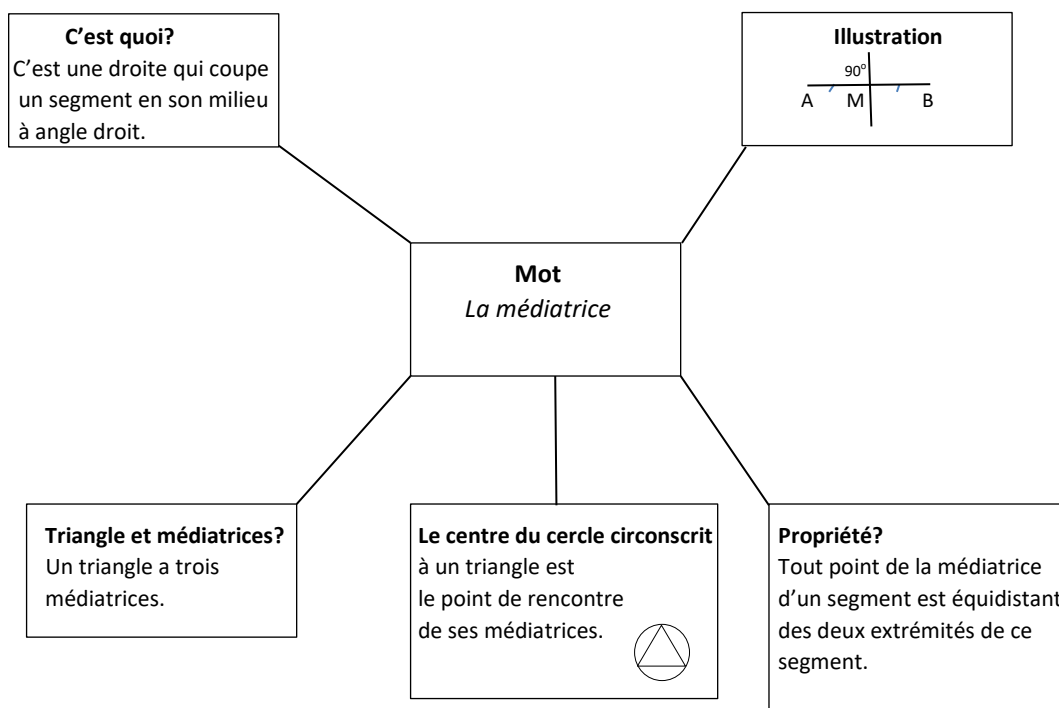 C’est quoi?
C’est une droite qui coupe
un segment en son milieu
à angle droit.
Illustration
90°
A M B
Mot
La médiatrice
Triangle et médiatrices?
Un triangle a trois
médiatrices.
Le centre du cercle circonscrit
à un triangle est
le point de rencontre
de ses médiatrices.
Propriété?
Tout point de la médiatrice
d’un segment est équidistant
des deux extrémités de ce
segment.